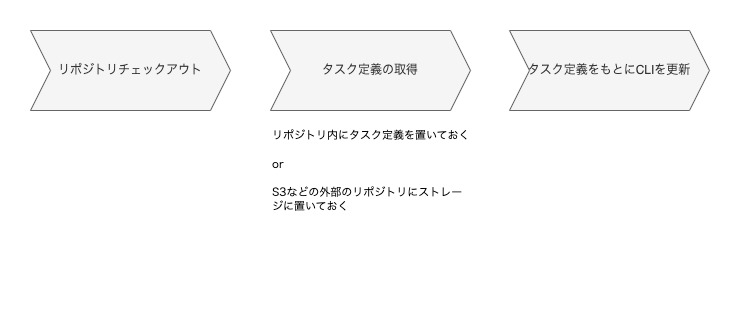 リポジトリチェックアウト
タスク定義の取得
タスク定義をもとにCLIを更新
リポジトリ内にタスク定義を置いておく
or
S3などの外部のリポジトリにストレー
ジに置いておく